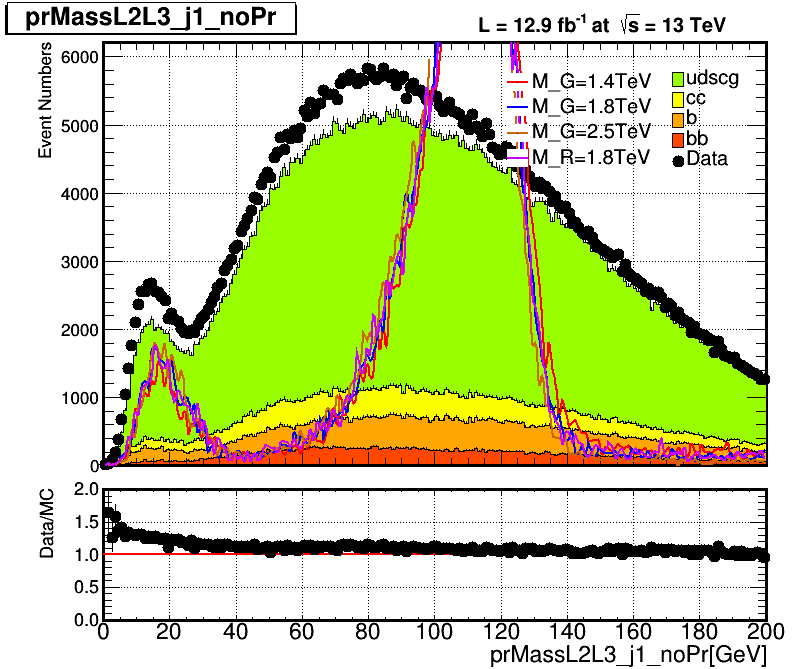 prMassL2L3_j1_noPr
L = 12.9 fb-1 at √s = 13 TeV
Event Numbers
6000
5000
4000
3000
2000
1000
0
M_G=1.4TeV
M_G=1.8TeV
M_G=2.5TeV
M_R=1.8TeV
udscg
cc
b
bb
Data
Data/MC
2.0
1.5
1.0
0.5
0.0
0 20 40 60 80 100 120 140 160 180 200
prMassL2L3_j1_noPr[GeV]